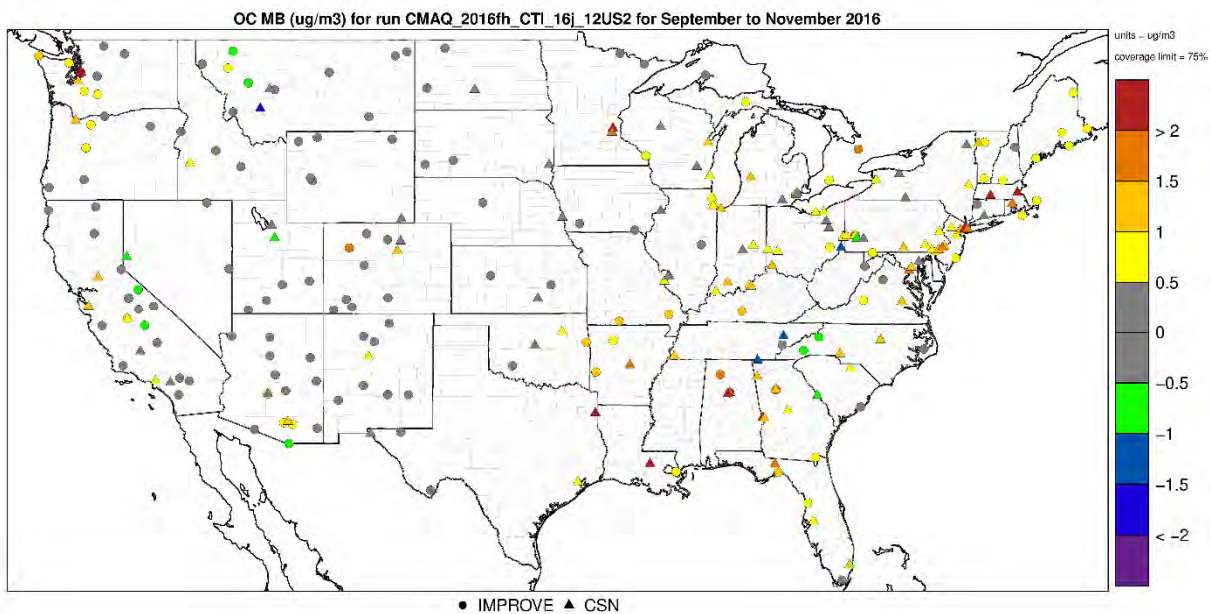 OC MB (ug/m3) for run CMAQ_2016fh_CTI_16j_12US2 for September to November 2016
units = ug/m3
coverage limit = 75%
> 2
1.5
1
0.5
0
−0.5
−1
−1.5
< −2
● IMPROVE ▲ CSN